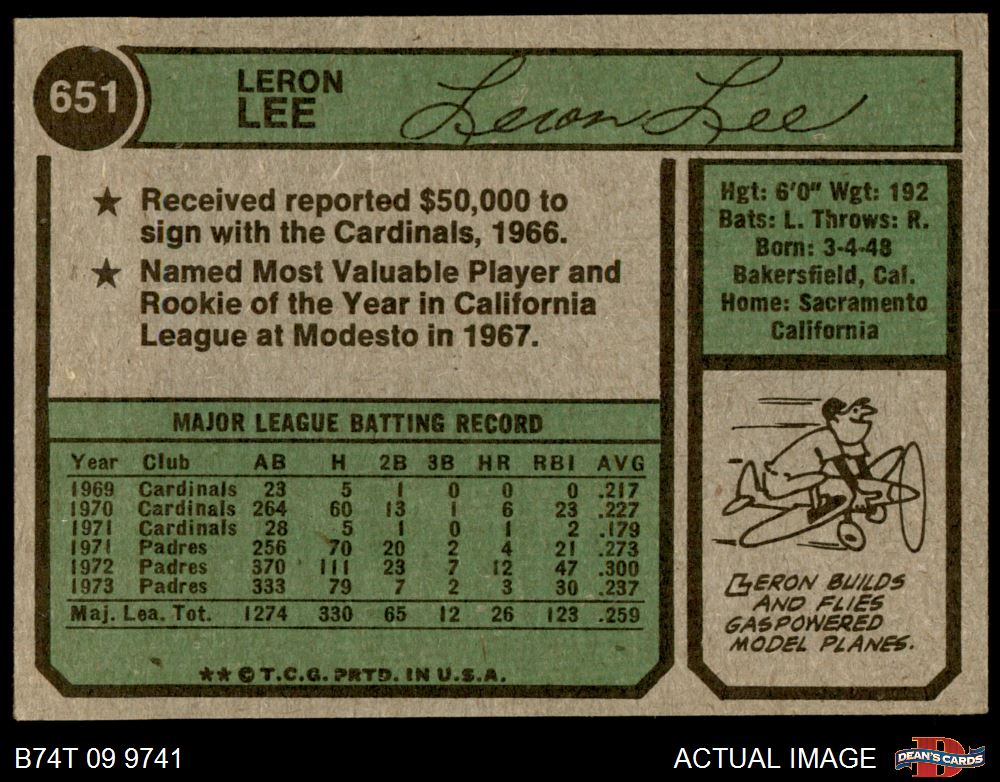 651
LERON
LEE
Leron Lee
★ Received reported $50,000 to
sign with the Cardinals, 1966.
★ Named Most Valuable Player and
Rookie of the Year in California
League at Modesto in 1967.
Hgt: 6'0" Wgt: 192
Bats: L. Throws: R.
Born: 3-4-48
Bakersfield, Cal.
Home: Sacramento
California
MAJOR LEAGUE BATTING RECORD
Year Club AB H 2B 3B HR RBI AVG
1969 Cardinals 23 5 1 0 0 0 .217
1970 Cardinals 264 60 13 1 6 23 .227
1971 Cardinals 28 5 1 0 1 2 .179
1971 Padres 256 70 20 2 4 21 .273
1972 Padres 370 111 23 7 12 47 .300
1973 Padres 333 79 7 2 3 30 .237
Maj. Lea. Tot. 1274 330 65 12 26 123 .259
★★ © T.C.G. PRTD. IN U.S.A.
LERON BUILDS
AND FLIES
GASPOWERED
MODEL PLANES.
B74T 09 9741
ACTUAL IMAGE
DEAN'S CARDS